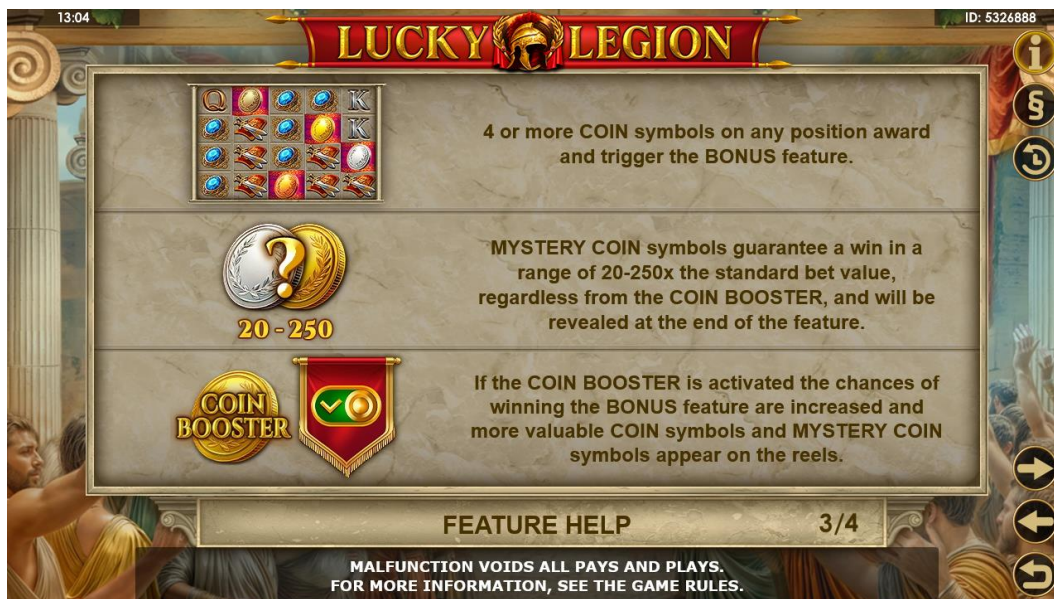 13:04
ID: 5326888
LUCKY LEGION
Q K
K
4 or more COIN symbols on any position award
and trigger the BONUS feature.
?
20 - 250
MYSTERY COIN symbols guarantee a win in a
range of 20-250x the standard bet value,
regardless from the COIN BOOSTER, and will be
revealed at the end of the feature.
COIN
BOOSTER
If the COIN BOOSTER is activated the chances of
winning the BONUS feature are increased and
more valuable COIN symbols and MYSTERY COIN
symbols appear on the reels.
FEATURE HELP 3/4
MALFUNCTION VOIDS ALL PAYS AND PLAYS.
FOR MORE INFORMATION, SEE THE GAME RULES.
i
§